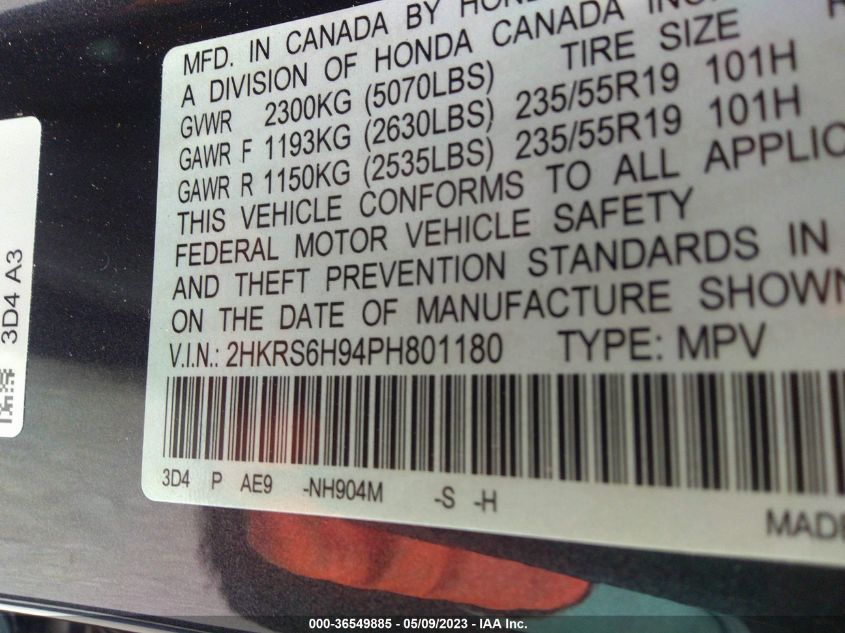 MFD. IN CANADA BY
A DIVISION OF HONDA CANADA INC.
TIRE SIZE
GVWR 2300KG (5070LBS)
GAWR F 1193KG (2630LBS) 235/55R19 101H
GAWR R 1150KG (2535LBS) 235/55R19 101H
THIS VEHICLE CONFORMS TO ALL
FEDERAL MOTOR VEHICLE SAFETY
AND THEFT PREVENTION STANDARDS IN
ON THE DATE OF MANUFACTURE SHOWN
V.I.N.: 2HKRS6H94PH801180 TYPE: MPV
3D4 P AE9 -NH904M -S -H
MADE
3D4 A3
000-36549885 - 05/09/2023 - IAA Inc.